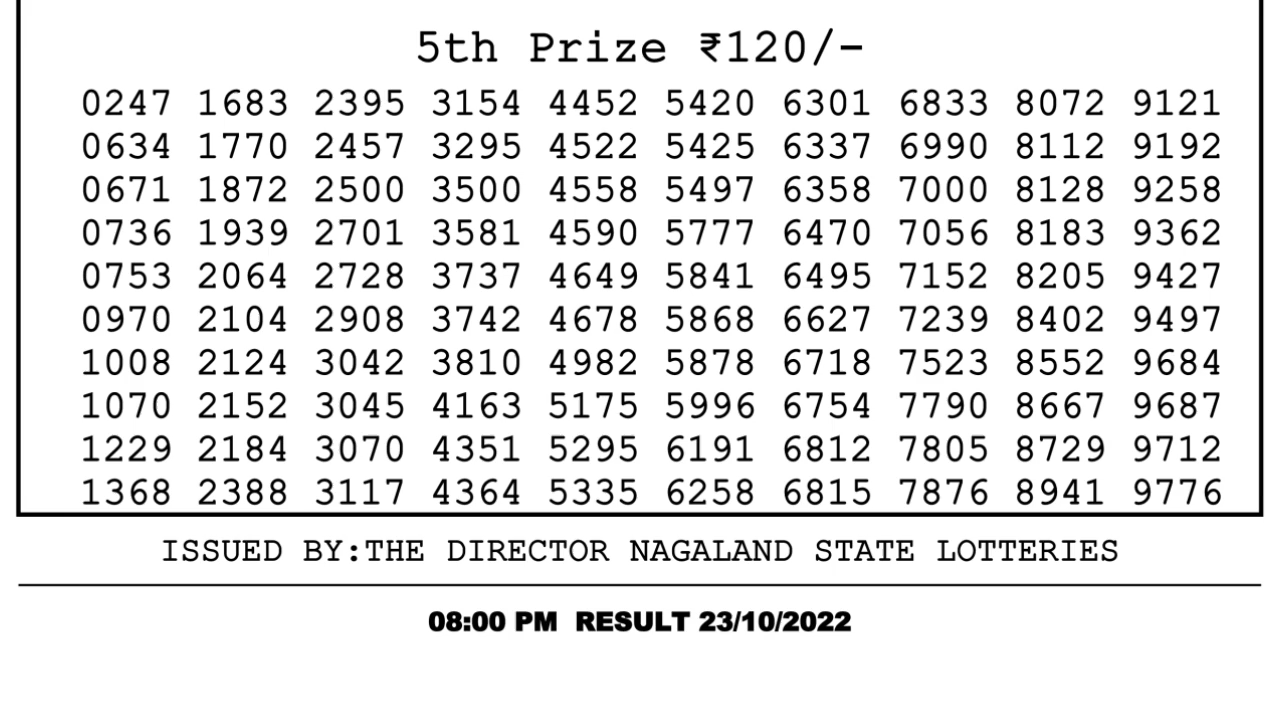 5th Prize ₹120/-
0247 1683 2395 3154 4452 5420 6301 6833 8072 9121
0634 1770 2457 3295 4522 5425 6337 6990 8112 9192
0671 1872 2500 3500 4558 5497 6358 7000 8128 9258
0736 1939 2701 3581 4590 5777 6470 7056 8183 9362
0753 2064 2728 3737 4649 5841 6495 7152 8205 9427
0970 2104 2908 3742 4678 5868 6627 7239 8402 9497
1008 2124 3042 3810 4982 5878 6718 7523 8552 9684
1070 2152 3045 4163 5175 5996 6754 7790 8667 9687
1229 2184 3070 4351 5295 6191 6812 7805 8729 9712
1368 2388 3117 4364 5335 6258 6815 7876 8941 9776
ISSUED BY:THE DIRECTOR NAGALAND STATE LOTTERIES
08:00 PM RESULT 23/10/2022